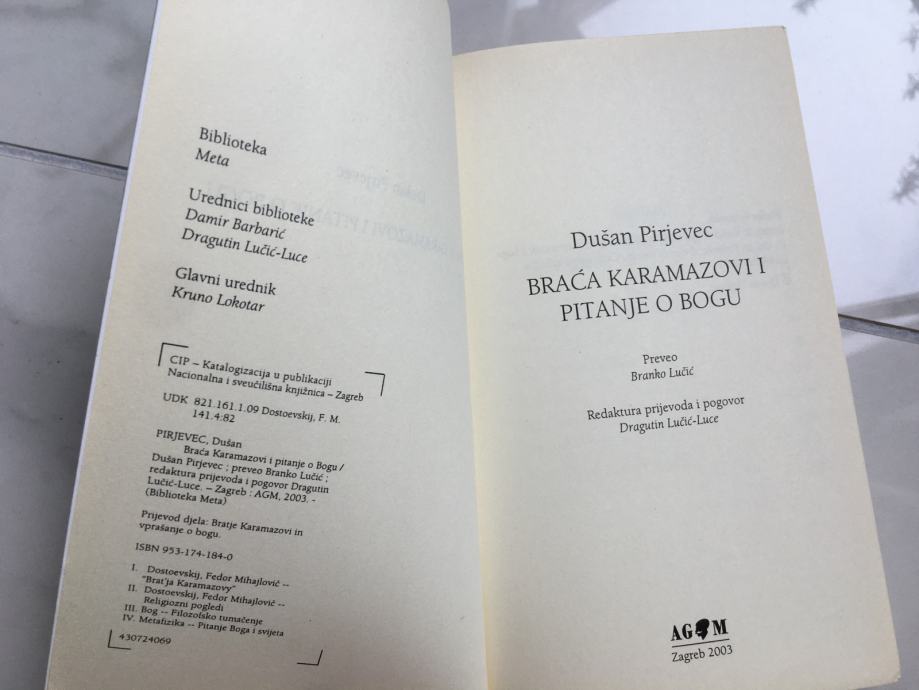 Biblioteka
Meta
Urednici biblioteke
Damir Barbarić
Dragutin Lučić-Luce
Glavni urednik
Kruno Lokotar
CIP – Katalogizacija u publikaciji
Nacionalna i sveučilišna knjižnica – Zagreb
UDK 821.161.1.09 Dostoevskij, F. M.
141.4:82
PIRJEVEC, Dušan
Braća Karamazovi i pitanje o Bogu /
Dušan Pirjevec ; preveo Branko Lučić ;
redaktura prijevoda i pogovor Dragutin
Lučić-Luce. – Zagreb : AGM, 2003. -
(Biblioteka Meta)
Prijevod djela: Bratje Karamazovi in
vprašanje o bogu.
ISBN 953-174-184-0
I. Dostoevskij, Fedor Mihajlovič --
"Brat'ja Karamazovy"
II. Dostoevskij, Fedor Mihajlovič --
Religiozni pogledi
III. Bog -- Filozofsko tumačenje
IV. Metafizika -- Pitanje Boga i svijeta
430724069
Dušan Pirjevec
BRAĆA KARAMAZOVI I
PITANJE O BOGU
Preveo
Branko Lučić
Redaktura prijevoda i pogovor
Dragutin Lučić-Luce
AGM
Zagreb 2003